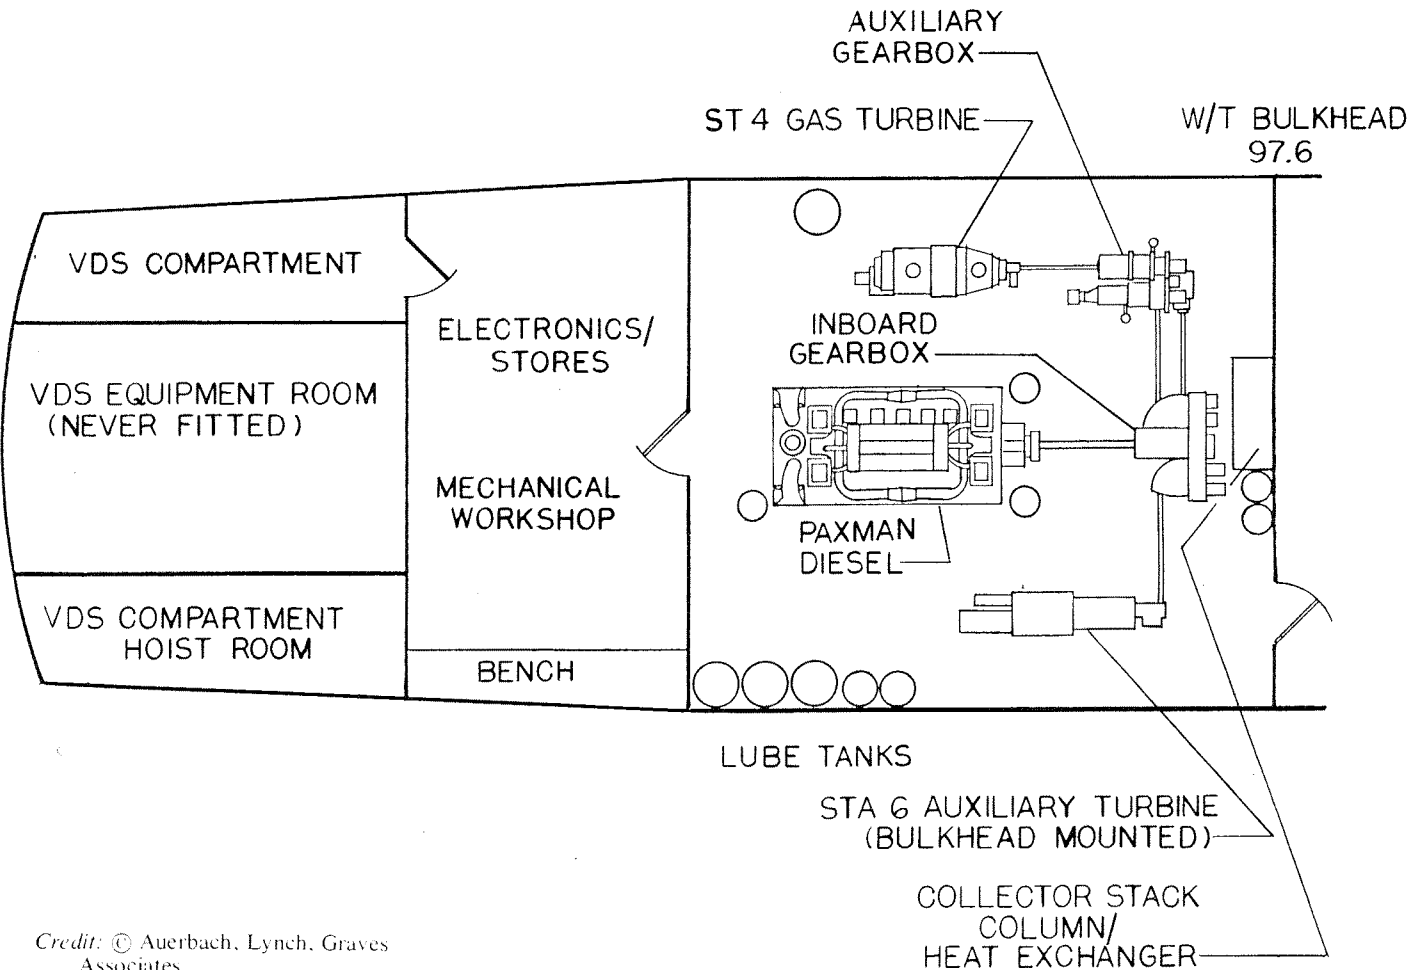 AUXILIARY
GEARBOX
ST 4 GAS TURBINE
W/T BULKHEAD
97.6
VDS COMPARTMENT
ELECTRONICS/
STORES
INBOARD
GEARBOX
VDS EQUIPMENT ROOM
(NEVER FITTED)
MECHANICAL
WORKSHOP
PAXMAN
DIESEL
VDS COMPARTMENT
HOIST ROOM
BENCH
LUBE TANKS
STA 6 AUXILIARY TURBINE
(BULKHEAD MOUNTED)
COLLECTOR STACK
COLUMN/
HEAT EXCHANGER
Credit: © Auerbach, Lynch, Graves
Associates